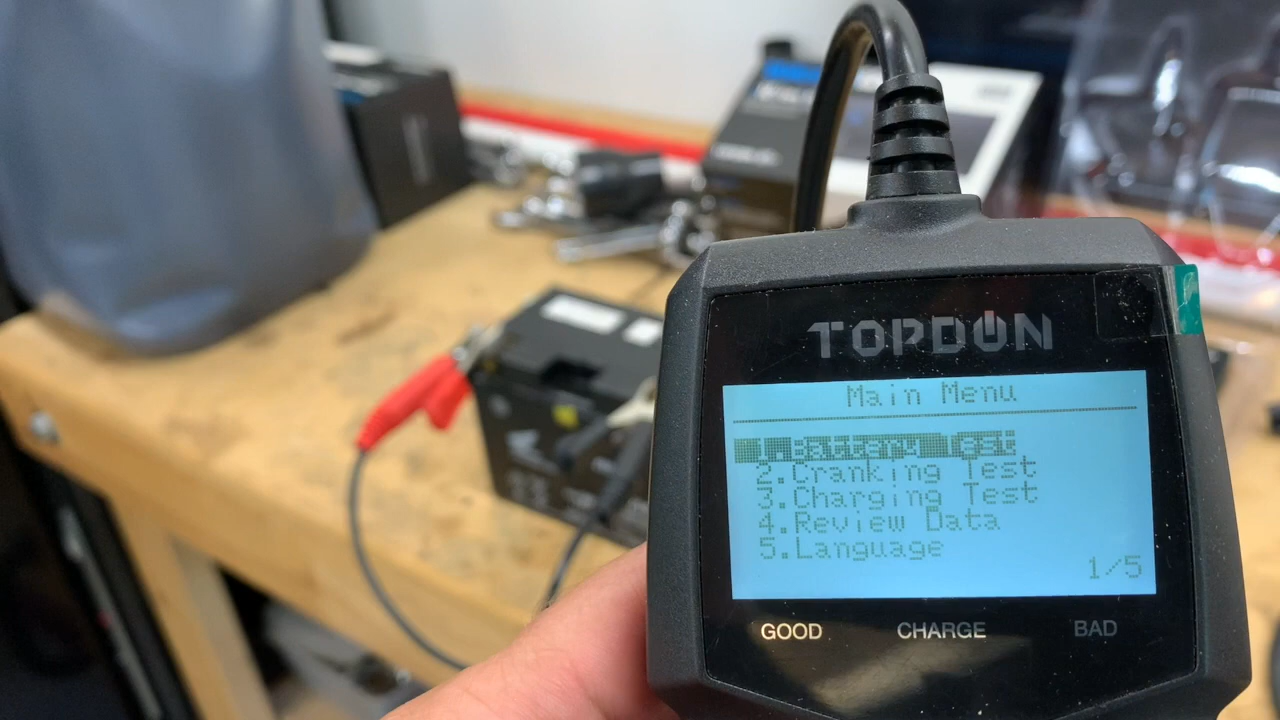 TOPDON
Main Menu
1.Battery Test
2.Cranking Test
3.Charging Test
4.Review Data
5.Language
1/5
GOOD CHARGE BAD